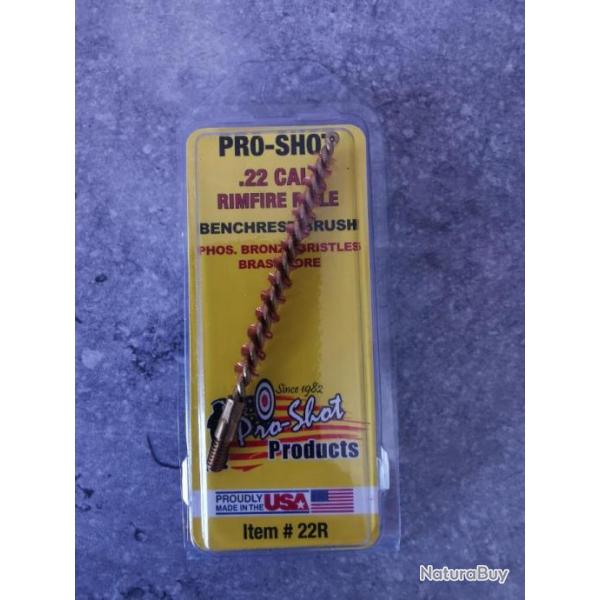 PRO-SHOT
.22 CAL
RIMFIRE RIFLE
BENCHREST BRUSH
PHOS. BRONZE BRISTLES
BRASS CORE
Since 1982
Pro-Shot
Products
PROUDLY
MADE IN THE
USA
Item # 22R
NaturaBuy